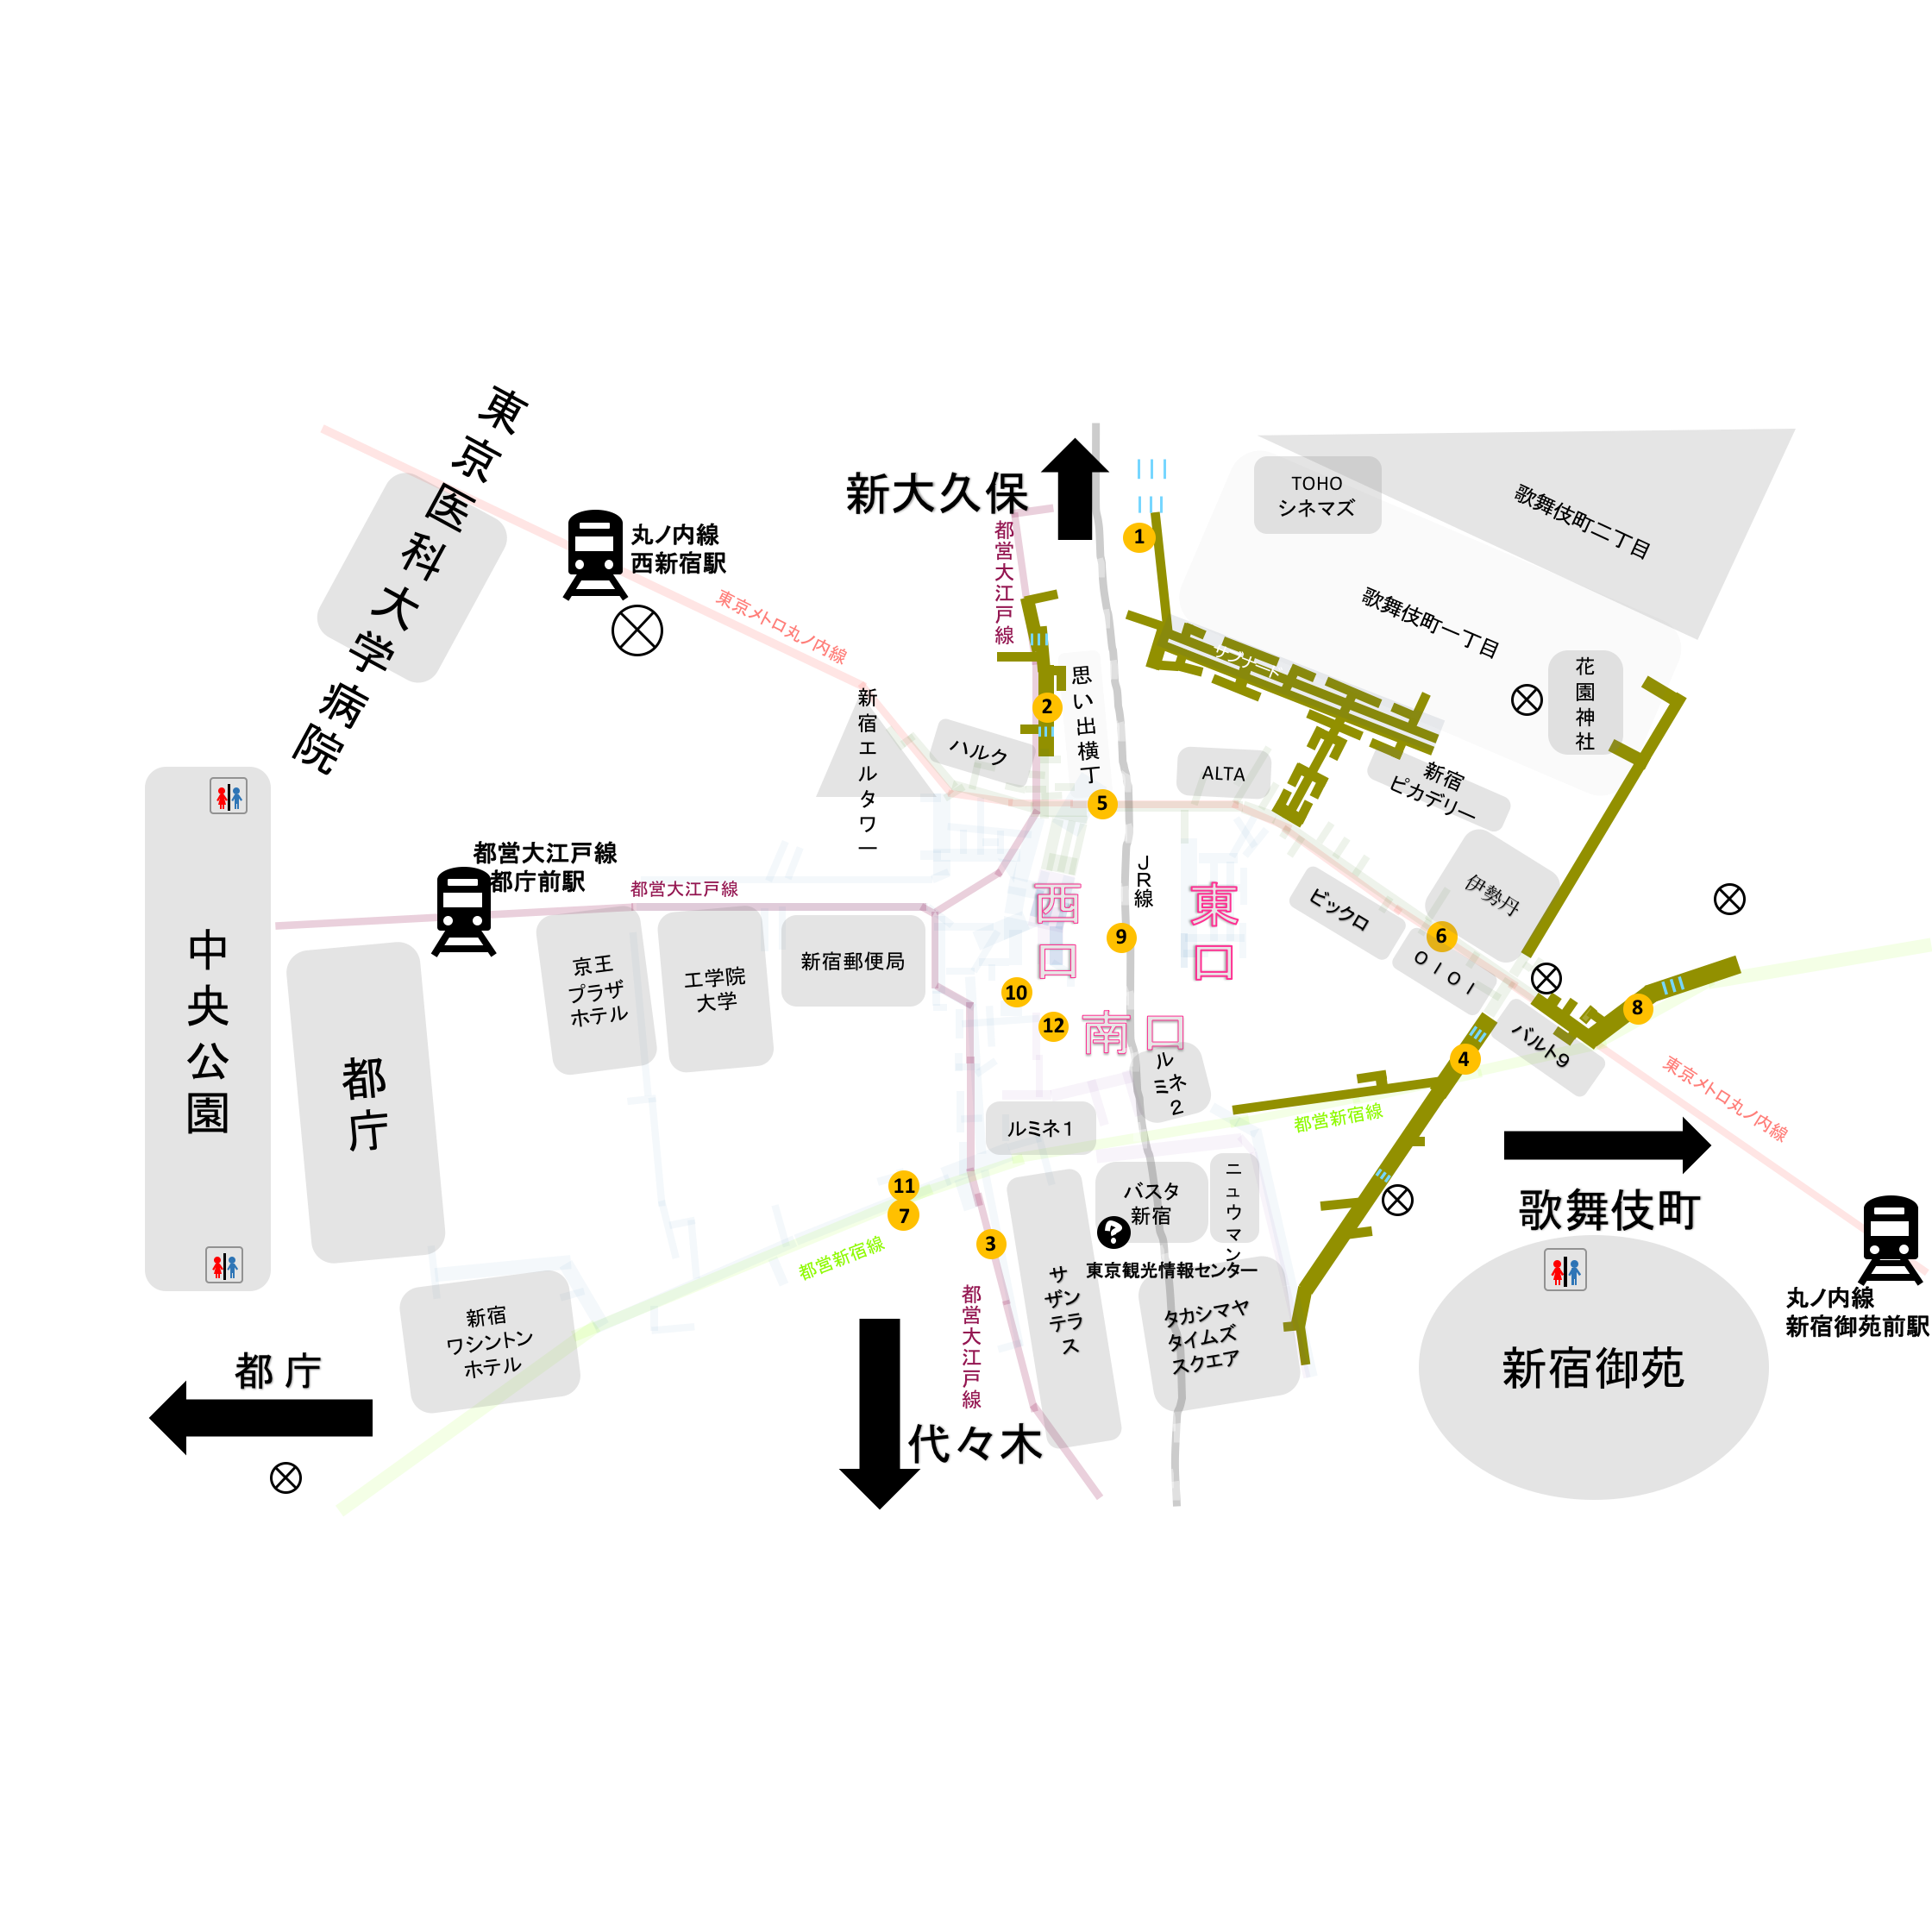 東京医科大学病院
新大久保
都営大江戸線
丸ノ内線
西新宿駅
東京メトロ丸ノ内線
TOHO
シネマズ
歌舞伎町二丁目
歌舞伎町一丁目
1
サブナード
花園神社
思い出横丁
2
新宿エルタワー
ハルク
ALTA
新宿
ピカデリー
5
都営大江戸線
都庁前駅
都営大江戸線
JR線
中央公園
都庁
京王
プラザ
ホテル
工学院
大学
新宿郵便局
西口
東口
南口
9
10
12
ビックロ
伊勢丹
6
OIOI
バルト9
8
4
ルミネ2
ルミネ1
都営新宿線
東京メトロ丸ノ内線
11
7
3
都営新宿線
バスタ
新宿
ニュウマン
?
東京観光情報センター
サザンテラス
タカシマヤ
タイムズ
スクエア
歌舞伎町
新宿御苑
丸ノ内線
新宿御苑前駅
新宿
ワシントン
ホテル
都庁
都営大江戸線
代々木